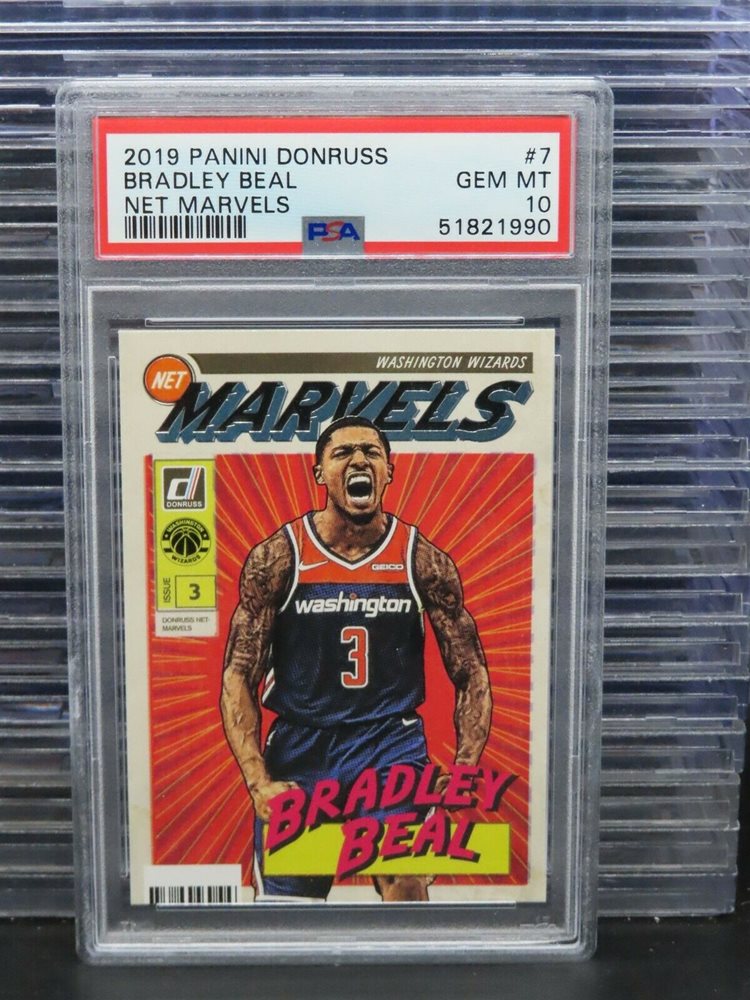 2019 PANINI DONRUSS #7
BRADLEY BEAL GEM MT
NET MARVELS 10
PSA 51821990
WASHINGTON WIZARDS
NET
MARVELS
DONRUSS
WASHINGTON
WIZARDS
ISSUE 3
DONRUSS NET-
MARVELS
GEICO
washington
3
BRADLEY
BEAL